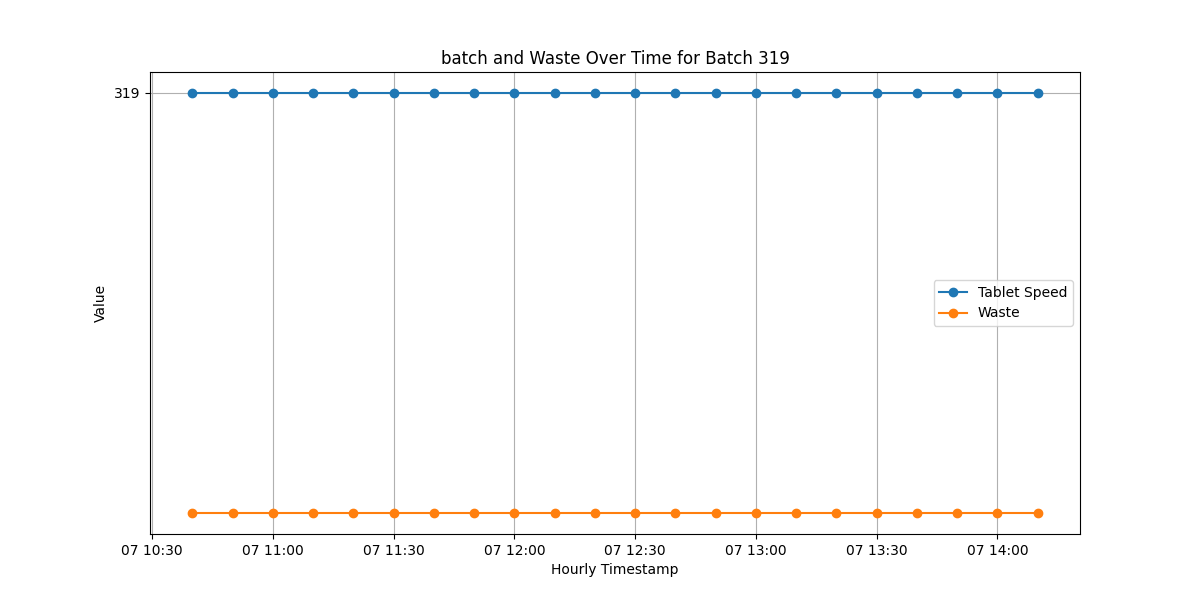 batch and Waste Over Time for Batch 319
319
Value
Tablet Speed
Waste
07 10:30 07 11:00 07 11:30 07 12:00 07 12:30 07 13:00 07 13:30 07 14:00
Hourly Timestamp